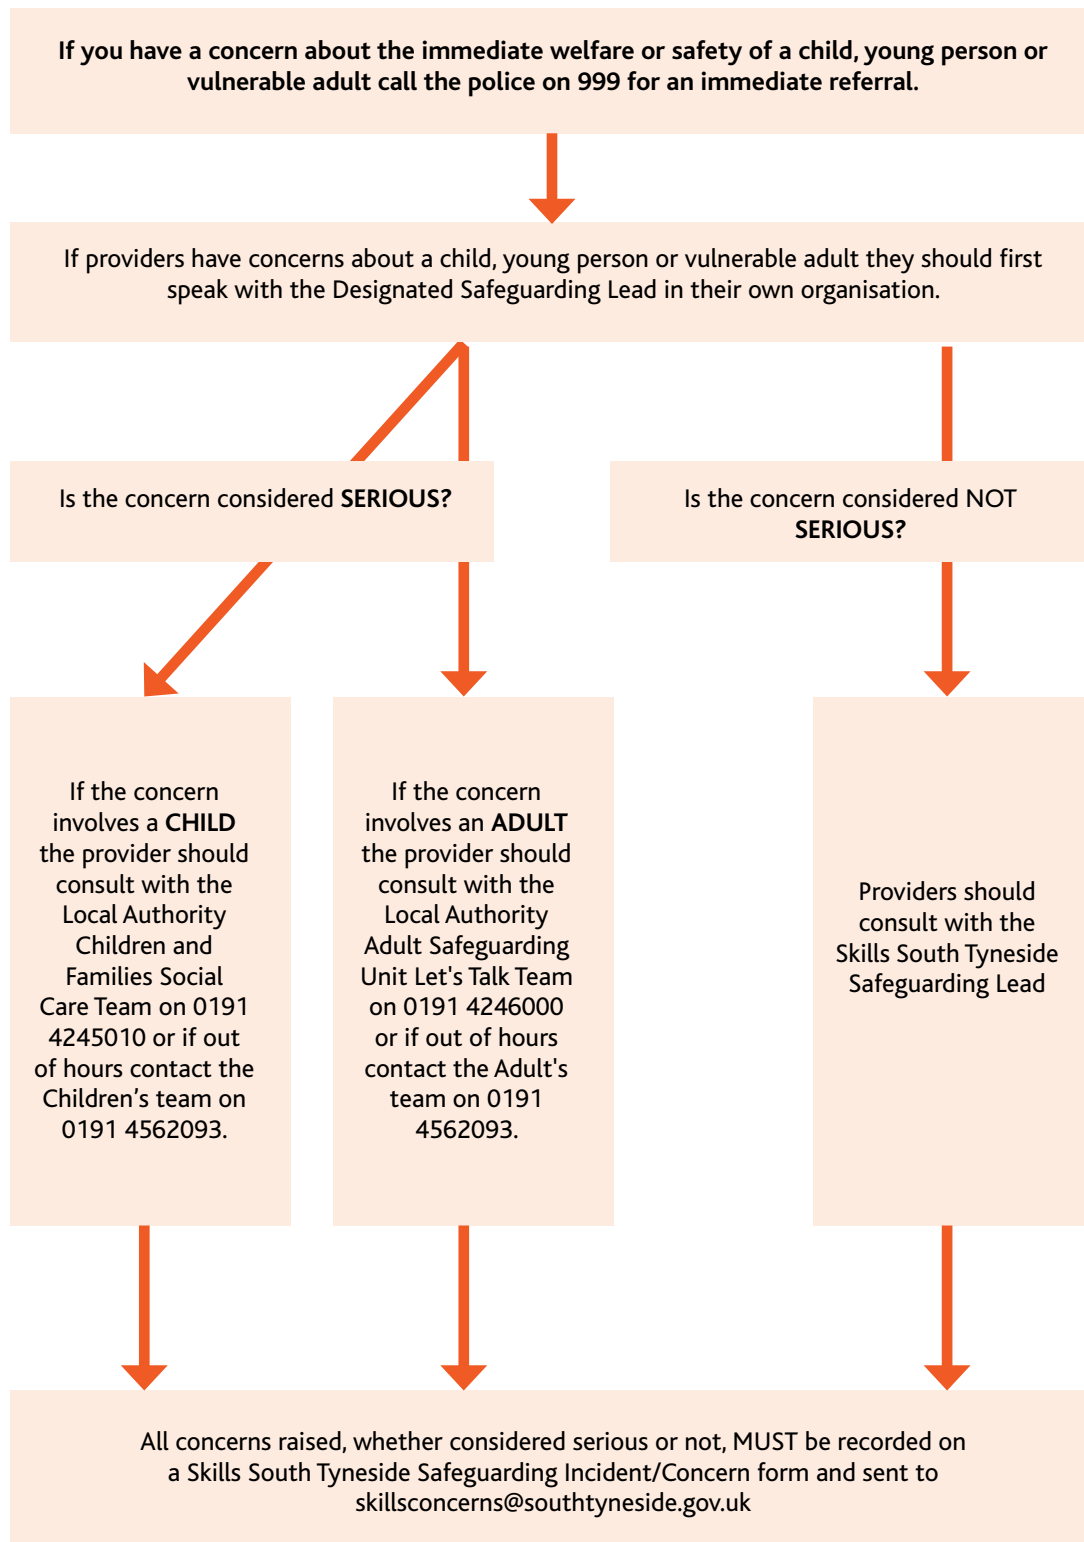 If you have a concern about the immediate welfare or safety of a child, young person or
vulnerable adult call the police on 999 for an immediate referral.
If providers have concerns about a child, young person or vulnerable adult they should first
speak with the Designated Safeguarding Lead in their own organisation.
Is the concern considered SERIOUS?
Is the concern considered NOT
SERIOUS?
If the concern
involves a CHILD
the provider should
consult with the
Local Authority
Children and
Families Social
Care Team on 0191
4245010 or if out
of hours contact the
Children’s team on
0191 4562093.
If the concern
involves an ADULT
the provider should
consult with the
Local Authority
Adult Safeguarding
Unit Let's Talk Team
on 0191 4246000
or if out of hours
contact the Adult's
team on 0191
4562093.
Providers should
consult with the
Skills South Tyneside
Safeguarding Lead
All concerns raised, whether considered serious or not, MUST be recorded on
a Skills South Tyneside Safeguarding Incident/Concern form and sent to
skillsconcerns@southtyneside.gov.uk